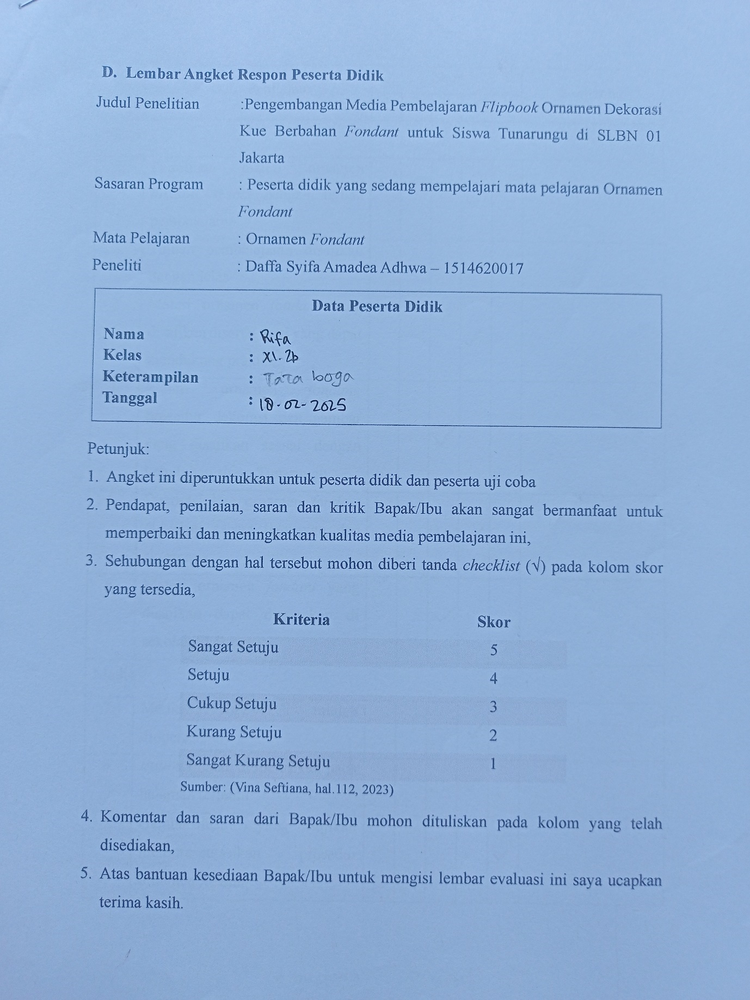 D. Lembar Angket Respon Peserta Didik
Judul Penelitian :Pengembangan Media Pembelajaran Flipbook Ornamen Dekorasi
Kue Berbahan Fondant untuk Siswa Tunarungu di SLBN 01
Jakarta
Sasaran Program : Peserta didik yang sedang mempelajari mata pelajaran Ornamen
Fondant
Mata Pelajaran : Ornamen Fondant
Peneliti : Daffa Syifa Amadea Adhwa – 1514620017
Data Peserta Didik
Nama : Rifa
Kelas : XI. 2b
Keterampilan : Tata boga
Tanggal : 18-02-2025
Petunjuk:
1. Angket ini diperuntukkan untuk peserta didik dan peserta uji coba
2. Pendapat, penilaian, saran dan kritik Bapak/Ibu akan sangat bermanfaat untuk
memperbaiki dan meningkatkan kualitas media pembelajaran ini,
3. Sehubungan dengan hal tersebut mohon diberi tanda checklist (√) pada kolom skor
yang tersedia,
Kriteria Skor
Sangat Setuju 5
Setuju 4
Cukup Setuju 3
Kurang Setuju 2
Sangat Kurang Setuju 1
Sumber: (Vina Seftiana, hal.112, 2023)
4. Komentar dan saran dari Bapak/Ibu mohon dituliskan pada kolom yang telah
disediakan,
5. Atas bantuan kesediaan Bapak/Ibu untuk mengisi lembar evaluasi ini saya ucapkan
terima kasih.